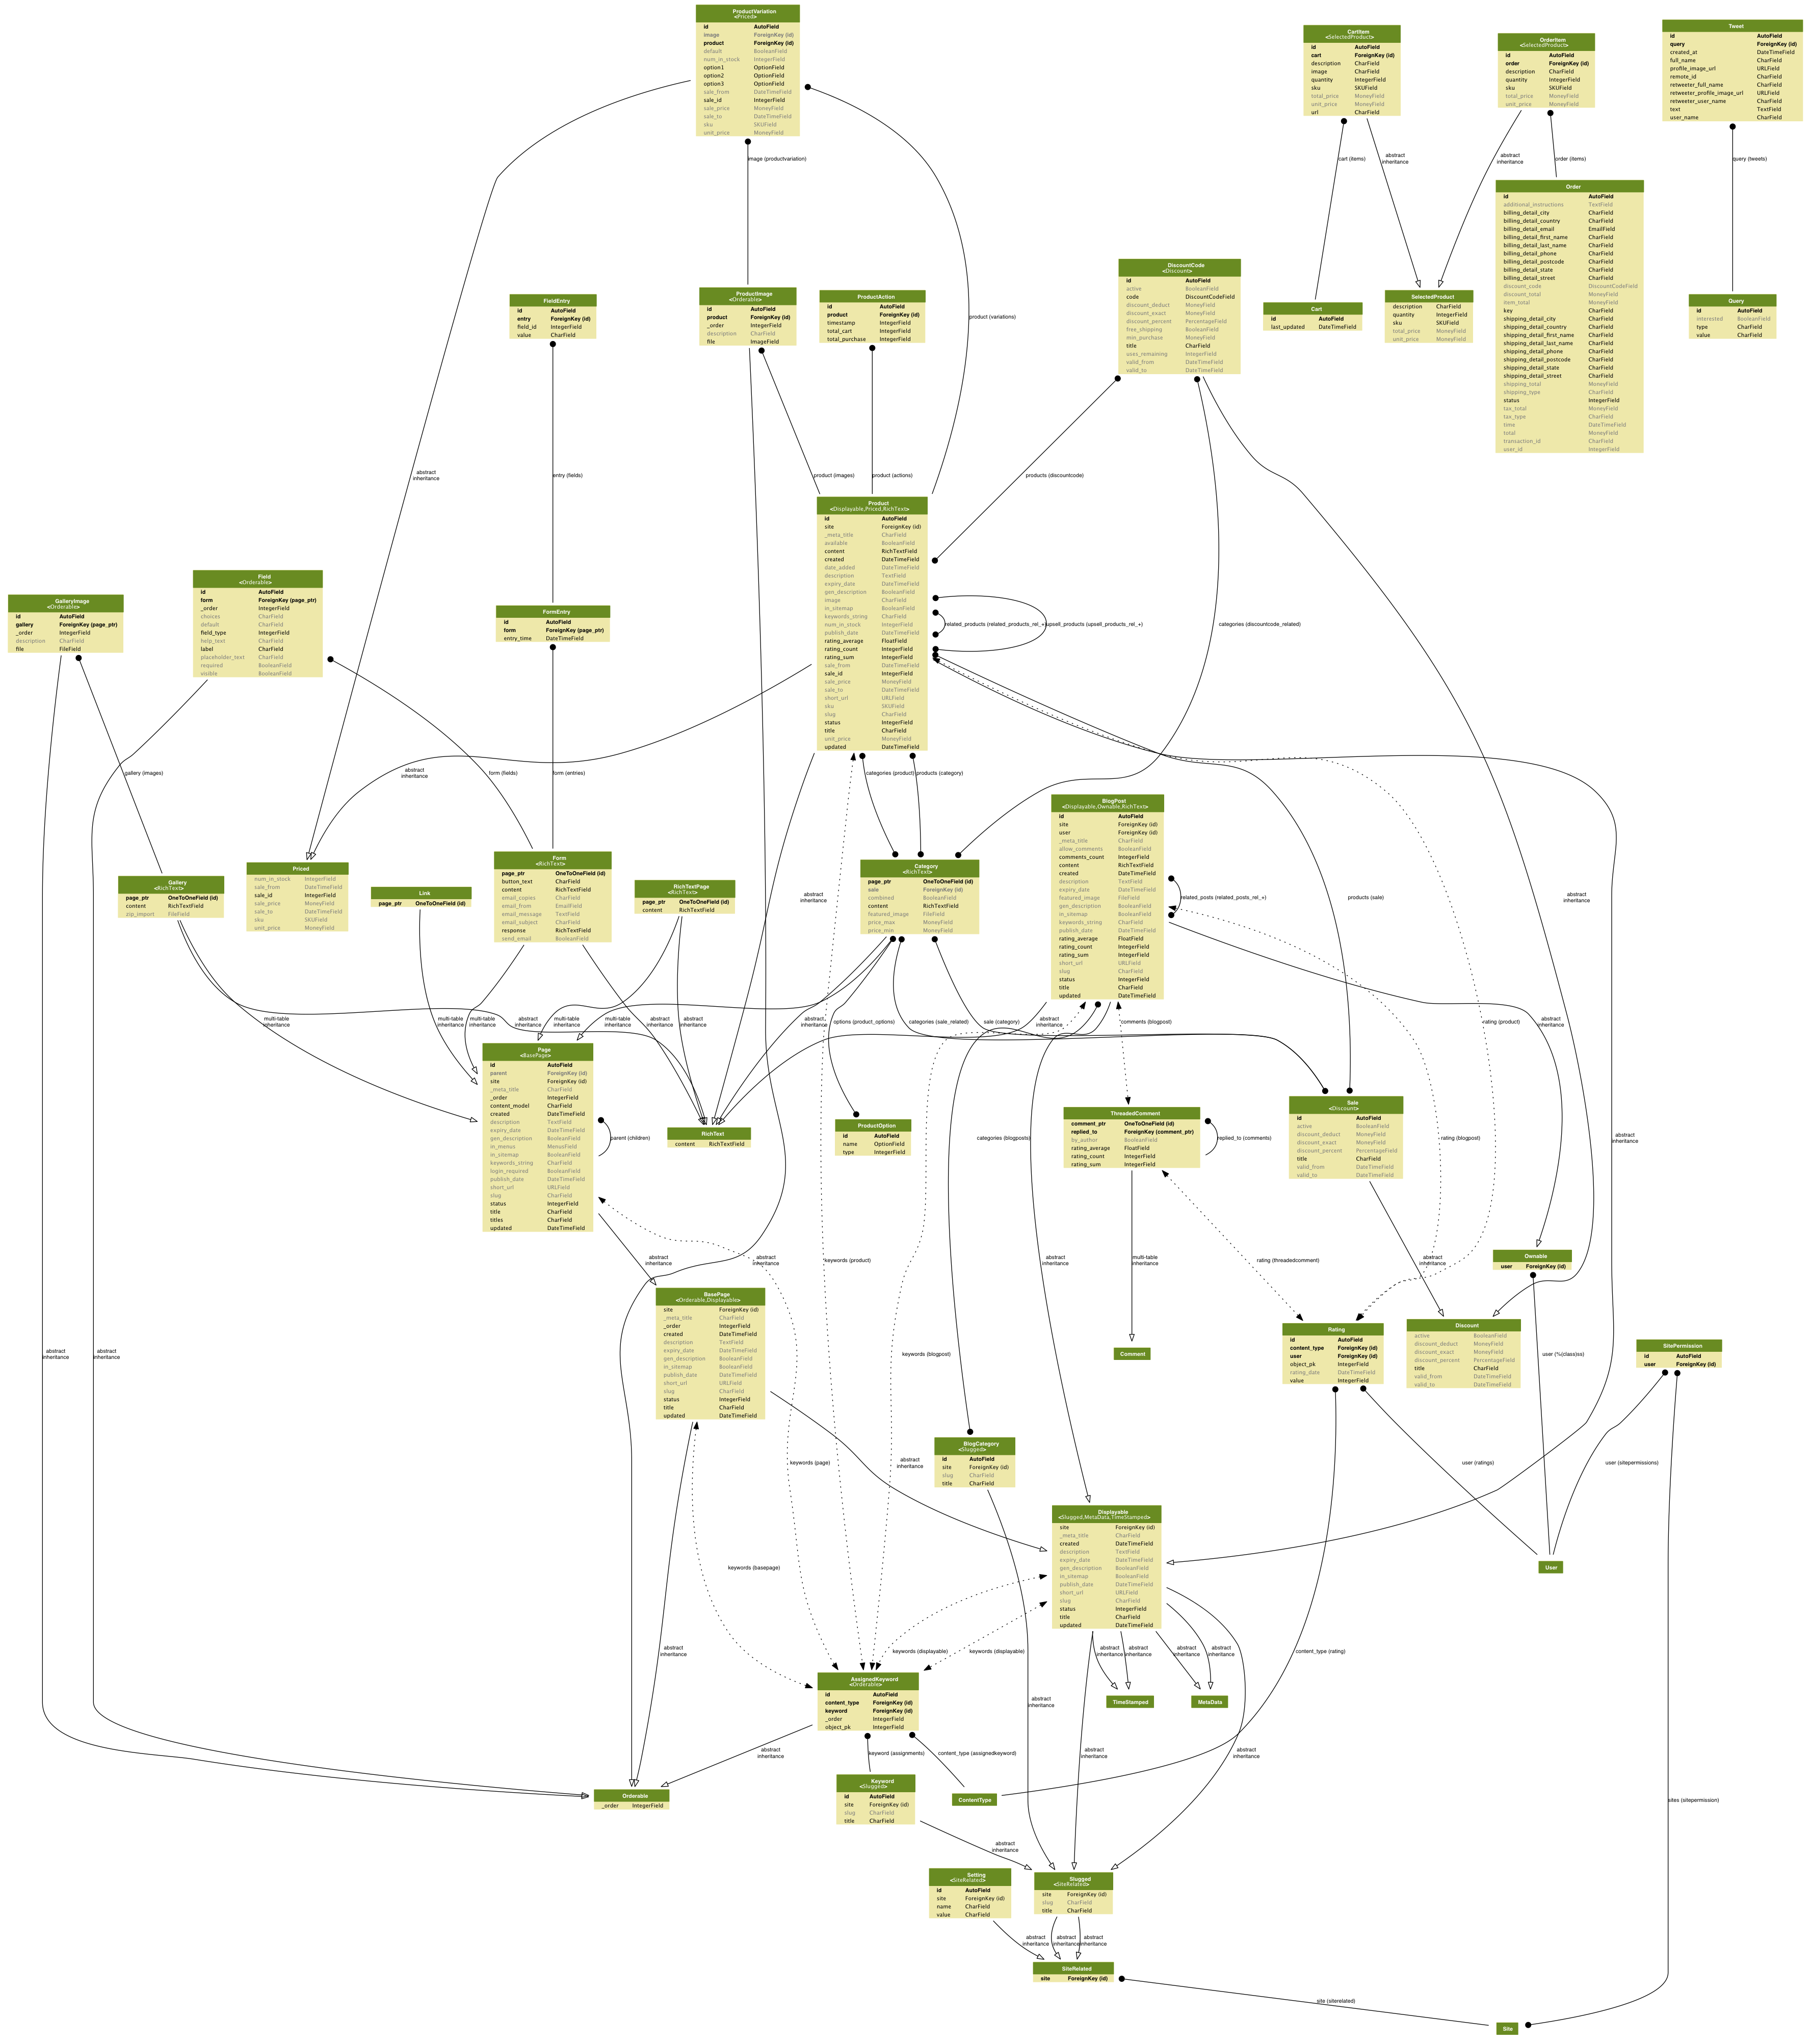 ProductVariation
<Priced>
id AutoField
image ForeignKey (id)
product ForeignKey (id)
default BooleanField
num_in_stock IntegerField
option1 OptionField
option2 OptionField
option3 OptionField
sale_from DateTimeField
sale_id IntegerField
sale_price MoneyField
sale_to DateTimeField
sku SKUField
unit_price MoneyField
CartItem
<SelectedProduct>
id AutoField
cart ForeignKey (id)
description CharField
image CharField
quantity IntegerField
sku SKUField
total_price MoneyField
unit_price MoneyField
url CharField
OrderItem
<SelectedProduct>
id AutoField
order ForeignKey (id)
description CharField
quantity IntegerField
sku SKUField
total_price MoneyField
unit_price MoneyField
Tweet
id AutoField
query ForeignKey (id)
created_at DateTimeField
full_name CharField
profile_image_url URLField
remote_id CharField
retweeter_full_name CharField
retweeter_profile_image_url URLField
retweeter_user_name CharField
text TextField
user_name CharField
image (productvariation)
cart (items)
abstract
inheritance
abstract
inheritance
order (items)
query (tweets)
Order
id AutoField
additional_instructions TextField
billing_detail_city CharField
billing_detail_country CharField
billing_detail_email EmailField
billing_detail_first_name CharField
billing_detail_last_name CharField
billing_detail_phone CharField
billing_detail_postcode CharField
billing_detail_state CharField
billing_detail_street CharField
discount_code DiscountCodeField
discount_total MoneyField
item_total MoneyField
key CharField
shipping_detail_city CharField
shipping_detail_country CharField
shipping_detail_first_name CharField
shipping_detail_last_name CharField
shipping_detail_phone CharField
shipping_detail_postcode CharField
shipping_detail_state CharField
shipping_detail_street CharField
shipping_total MoneyField
shipping_type CharField
status IntegerField
tax_total MoneyField
tax_type CharField
time DateTimeField
total MoneyField
transaction_id CharField
user_id IntegerField
FieldEntry
id AutoField
entry ForeignKey (id)
field_id IntegerField
value CharField
ProductImage
<Orderable>
id AutoField
product ForeignKey (id)
_order IntegerField
description CharField
file ImageField
ProductAction
id AutoField
product ForeignKey (id)
timestamp IntegerField
total_cart IntegerField
total_purchase IntegerField
product (variations)
DiscountCode
<Discount>
id AutoField
active BooleanField
code DiscountCodeField
discount_deduct MoneyField
discount_exact MoneyField
discount_percent PercentageField
free_shipping BooleanField
min_purchase MoneyField
title CharField
uses_remaining IntegerField
valid_from DateTimeField
valid_to DateTimeField
Cart
id AutoField
last_updated DateTimeField
SelectedProduct
description CharField
quantity IntegerField
sku SKUField
total_price MoneyField
unit_price MoneyField
Query
id AutoField
interested BooleanField
type CharField
value CharField
abstract
inheritance
entry (fields)
product (images)
product (actions)
products (discountcode)
Product
<Displayable,Priced,RichText>
id AutoField
site ForeignKey (id)
_meta_title CharField
available BooleanField
content RichTextField
created DateTimeField
date_added DateTimeField
description TextField
expiry_date DateTimeField
gen_description BooleanField
image CharField
in_sitemap BooleanField
keywords_string CharField
num_in_stock IntegerField
publish_date DateTimeField
rating_average FloatField
rating_count IntegerField
rating_sum IntegerField
sale_from DateTimeField
sale_id IntegerField
sale_price MoneyField
sale_to DateTimeField
short_url URLField
sku SKUField
slug CharField
status IntegerField
title CharField
unit_price MoneyField
updated DateTimeField
related_products (related_products_rel_+)
upsell_products (upsell_products_rel_+)
categories (discountcode_related)
GalleryImage
<Orderable>
id AutoField
gallery ForeignKey (page_ptr)
_order IntegerField
description CharField
file FileField
Field
<Orderable>
id AutoField
form ForeignKey (page_ptr)
_order IntegerField
choices CharField
default CharField
field_type IntegerField
help_text CharField
label CharField
placeholder_text CharField
required BooleanField
visible BooleanField
FormEntry
id AutoField
form ForeignKey (page_ptr)
entry_time DateTimeField
gallery (images)
abstract
inheritance
form (fields)
form (entries)
categories (product)
products (category)
Gallery
<RichText>
page_ptr OneToOneField (id)
content RichTextField
zip_import FileField
Priced
num_in_stock IntegerField
sale_from DateTimeField
sale_id IntegerField
sale_price MoneyField
sale_to DateTimeField
sku SKUField
unit_price MoneyField
Link
page_ptr OneToOneField (id)
Form
<RichText>
page_ptr OneToOneField (id)
button_text CharField
content RichTextField
email_copies CharField
email_from EmailField
email_message TextField
email_subject CharField
response RichTextField
send_email BooleanField
RichTextPage
<RichText>
page_ptr OneToOneField (id)
content RichTextField
abstract
inheritance
Category
<RichText>
page_ptr OneToOneField (id)
sale ForeignKey (id)
combined BooleanField
content RichTextField
featured_image FileField
price_max MoneyField
price_min MoneyField
BlogPost
<Displayable,Ownable,RichText>
id AutoField
site ForeignKey (id)
user ForeignKey (id)
_meta_title CharField
allow_comments BooleanField
comments_count IntegerField
content RichTextField
created DateTimeField
description TextField
expiry_date DateTimeField
featured_image FileField
gen_description BooleanField
in_sitemap BooleanField
keywords_string CharField
publish_date DateTimeField
rating_average FloatField
rating_count IntegerField
rating_sum IntegerField
short_url URLField
slug CharField
status IntegerField
title CharField
updated DateTimeField
related_posts (related_posts_rel_+)
products (sale)
abstract
inheritance
multi-table
inheritance
multi-table
inheritance
multi-table
inheritance
abstract
inheritance
multi-table
inheritance
multi-table
inheritance
abstract
inheritance
abstract
inheritance
abstract
inheritance
options (product_options)
categories (sale_related)
sale (category)
abstract
inheritance
comments (blogpost)
rating (product)
abstract
inheritance
Page
<BasePage>
id AutoField
parent ForeignKey (id)
site ForeignKey (id)
_meta_title CharField
_order IntegerField
content_model CharField
created DateTimeField
description TextField
expiry_date DateTimeField
gen_description BooleanField
in_menus MenusField
in_sitemap BooleanField
keywords_string CharField
login_required BooleanField
publish_date DateTimeField
short_url URLField
slug CharField
status IntegerField
title CharField
titles CharField
updated DateTimeField
parent (children)
RichText
content RichTextField
ProductOption
id AutoField
name OptionField
type IntegerField
categories (blogposts)
ThreadedComment
comment_ptr OneToOneField (id)
replied_to ForeignKey (comment_ptr)
by_author BooleanField
rating_average FloatField
rating_count IntegerField
rating_sum IntegerField
replied_to (comments)
rating (blogpost)
Sale
<Discount>
id AutoField
active BooleanField
discount_deduct MoneyField
discount_exact MoneyField
discount_percent PercentageField
title CharField
valid_from DateTimeField
valid_to DateTimeField
abstract
inheritance
abstract
inheritance
abstract
inheritance
keywords (product)
abstract
inheritance
multi-table
inheritance
rating (threadedcomment)
abstract
inheritance
Ownable
user ForeignKey (id)
BasePage
<Orderable,Displayable>
site ForeignKey (id)
_meta_title CharField
_order IntegerField
created DateTimeField
description TextField
expiry_date DateTimeField
gen_description BooleanField
in_sitemap BooleanField
publish_date DateTimeField
short_url URLField
slug CharField
status IntegerField
title CharField
updated DateTimeField
abstract
inheritance
abstract
inheritance
keywords (blogpost)
Comment
Rating
id AutoField
content_type ForeignKey (id)
user ForeignKey (id)
object_pk IntegerField
rating_date DateTimeField
value IntegerField
Discount
active BooleanField
discount_deduct MoneyField
discount_exact MoneyField
discount_percent PercentageField
title CharField
valid_from DateTimeField
valid_to DateTimeField
user (%(class)ss)
SitePermission
id AutoField
user ForeignKey (id)
keywords (page)
abstract
inheritance
BlogCategory
<Slugged>
id AutoField
site ForeignKey (id)
slug CharField
title CharField
user (ratings)
user (sitepermissions)
keywords (basepage)
Displayable
<Slugged,MetaData,TimeStamped>
site ForeignKey (id)
_meta_title CharField
created DateTimeField
description TextField
expiry_date DateTimeField
gen_description BooleanField
in_sitemap BooleanField
publish_date DateTimeField
short_url URLField
slug CharField
status IntegerField
title CharField
updated DateTimeField
User
abstract
inheritance
keywords (displayable)
keywords (displayable)
abstract
inheritance
abstract
inheritance
abstract
inheritance
abstract
inheritance
content_type (rating)
AssignedKeyword
<Orderable>
id AutoField
content_type ForeignKey (id)
keyword ForeignKey (id)
_order IntegerField
object_pk IntegerField
TimeStamped
MetaData
abstract
inheritance
keyword (assignments)
content_type (assignedkeyword)
abstract
inheritance
abstract
inheritance
abstract
inheritance
Orderable
_order IntegerField
Keyword
<Slugged>
id AutoField
site ForeignKey (id)
slug CharField
title CharField
ContentType
sites (sitepermission)
abstract
inheritance
Setting
<SiteRelated>
id AutoField
site ForeignKey (id)
name CharField
value CharField
Slugged
<SiteRelated>
site ForeignKey (id)
slug CharField
title CharField
abstract
inheritance
abstract
inheritance
abstract
inheritance
SiteRelated
site ForeignKey (id)
site (siterelated)
Site